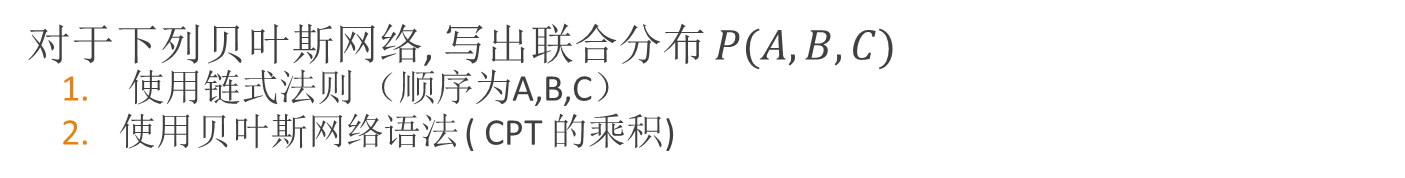 对于下列贝叶斯网络, 写出联合分布 P(A, B, C)
1. 使用链式法则 （顺序为A,B,C）
2. 使用贝叶斯网络语法( CPT 的乘积)